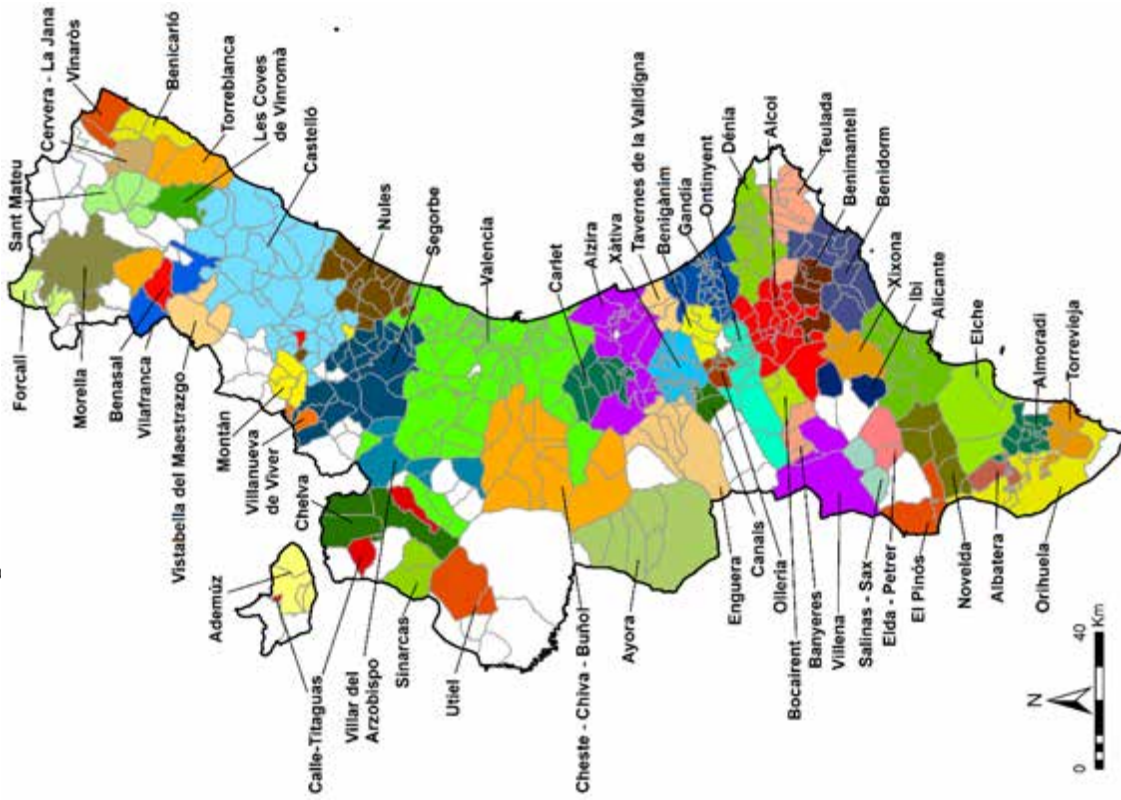 Sant Mateu
Cervera - La Jana
Vinaròs
Benicarló
Torreblanca
Les Coves
de Vinromà
Castelló
Nules
Segorbe
Valencia
Carlet
Alzira
Xàtiva
Tavernes de la Valldigna
Benigànim
Gandía
Ontinyent
Dénia
Alcoi
Teulada
Benimantell
Benidorm
Xixona
Ibi
Alicante
Elche
Almoradí
Torrevieja
Forcall
Morella
Benasal
Vilafranca
Vistabella del Maestrazgo
Montán
Villanueva
de Viver
Chelva
Ademúz
Calle-Titaguas
Villar del
Arzobispo
Sinarcas
Utiel
Cheste - Chiva - Buñol
Ayora
Enguera
Canals
Olleria
Bocairent
Banyeres
Villena
Salinas - Sax
Elda - Petrer
El Pinós
Novelda
Albatera
Orihuela
N
0 40
Km